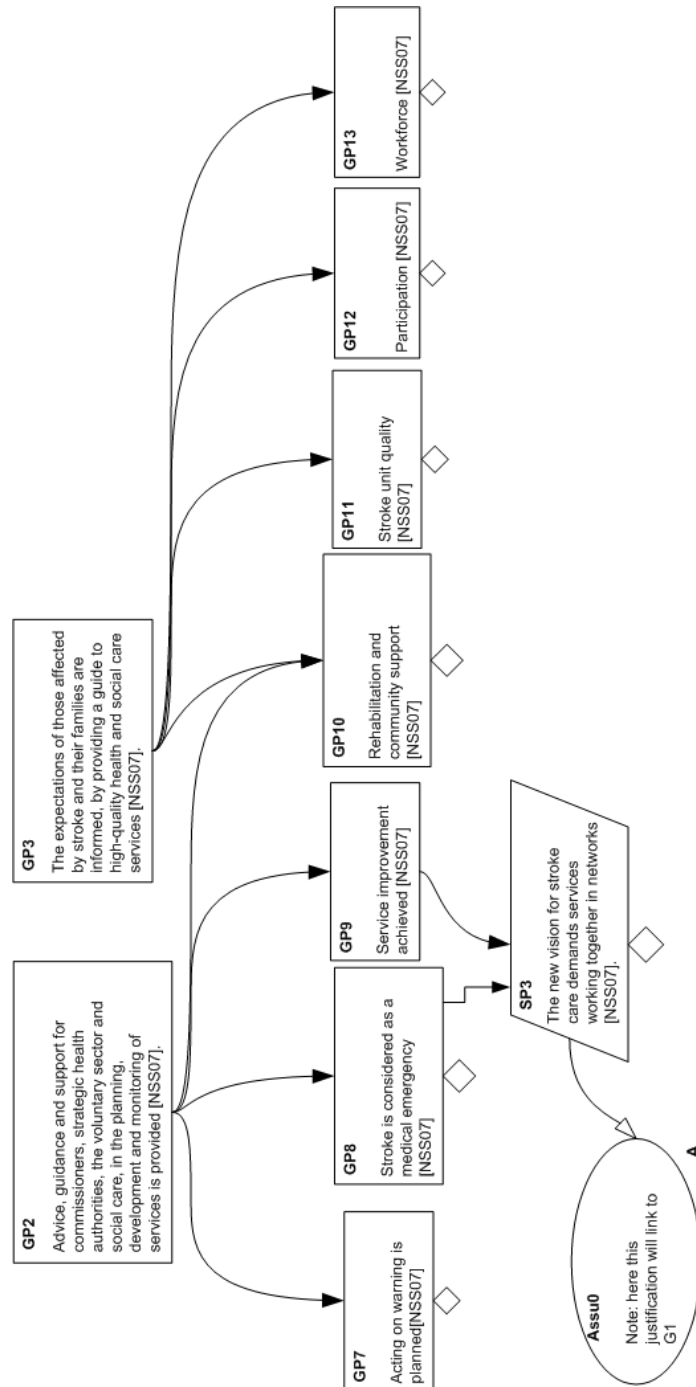 GP2
Advice, guidance and support for
commissioners, strategic health
authorities, the voluntary sector and
social care, in the planning,
development and monitoring of
services is provided [NSS07].
GP3
The expectations of those affected
by stroke and their families are
informed, by providing a guide to
high-quality health and social care
services [NSS07].
GP7
Acting on warning is
planned[NSS07]
GP8
Stroke is considered as a
medical emergency
[NSS07]
GP9
Service improvement
achieved [NSS07]
GP10
Rehabilitation and
community support
[NSS07]
GP11
Stroke unit quality
[NSS07]
GP12
Participation [NSS07]
GP13
Workforce [NSS07]
SP3
The new vision for stroke
care demands services
working together in networks
[NSS07].
Assu0
Note: here this
justification will link to
G1
A